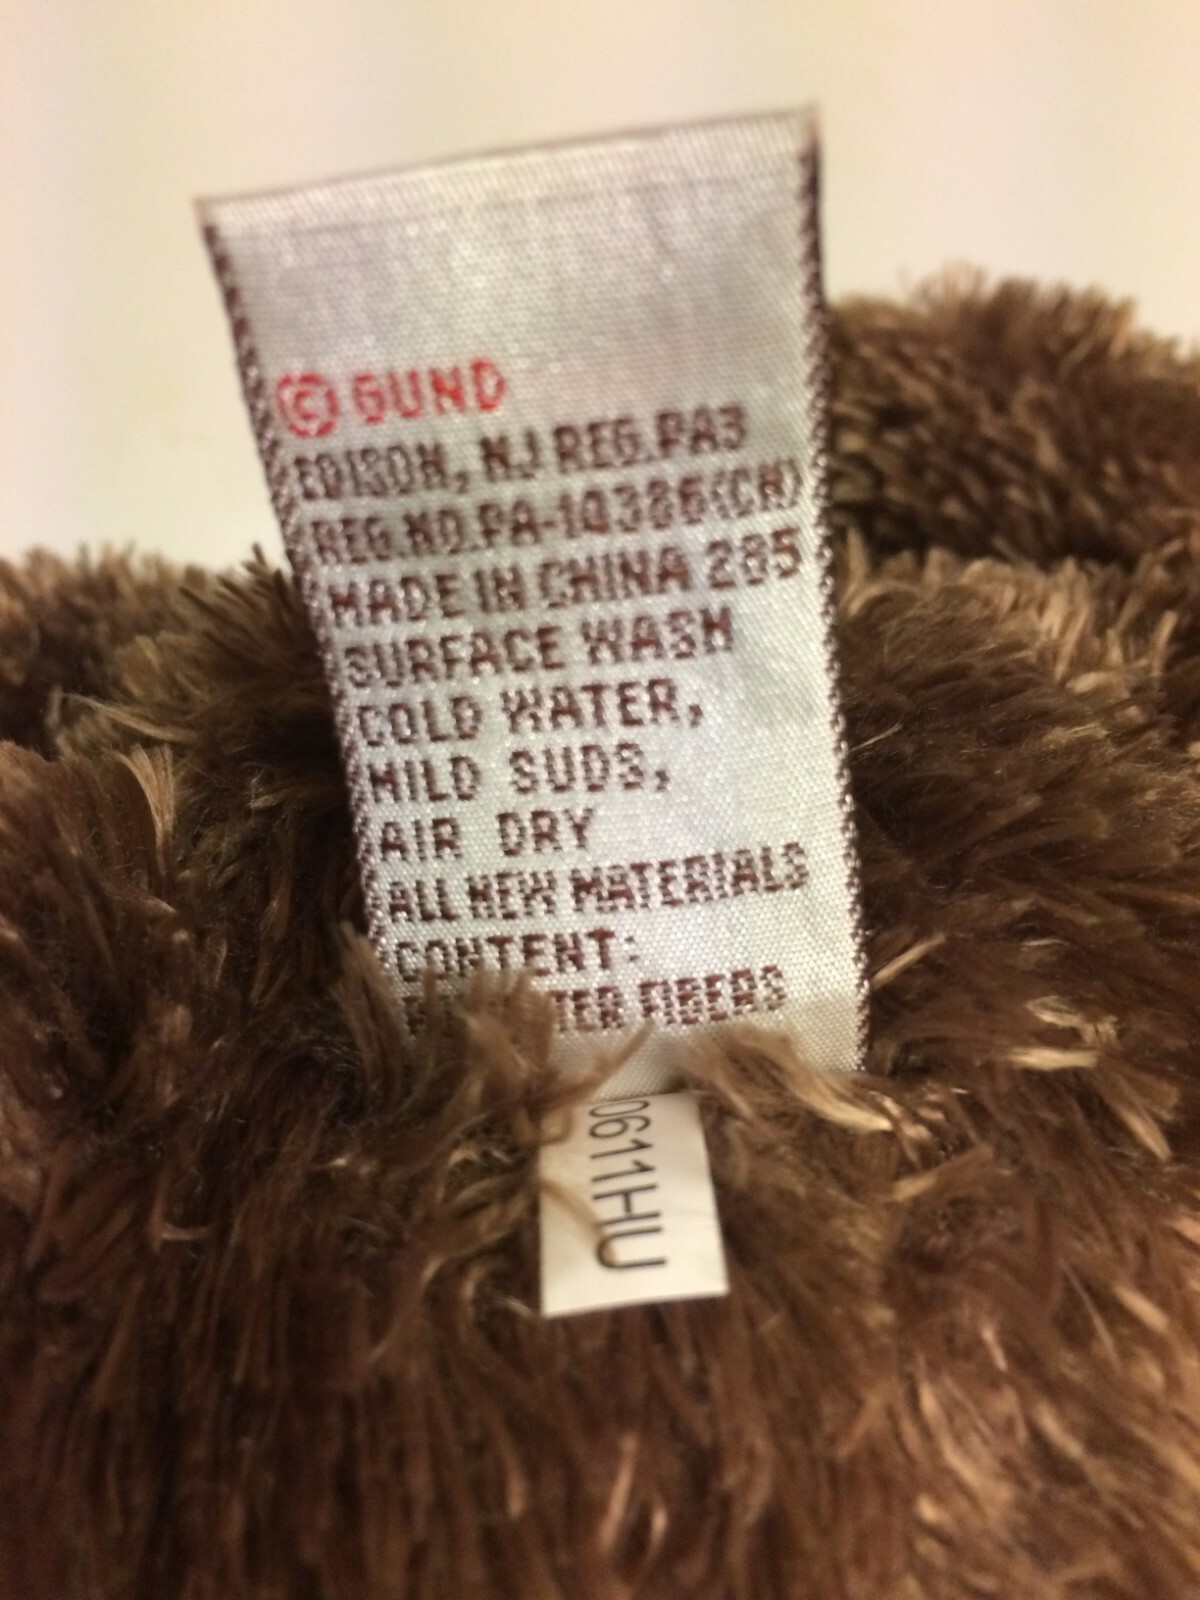 © GUND
EDISON, NJ REG.PA3
REG.NO.PA-10386(CN)
MADE IN CHINA 285
SURFACE WASH
COLD WATER,
MILD SUDS,
AIR DRY
ALL NEW MATERIALS
CONTENT:
FIBERS
0611HU